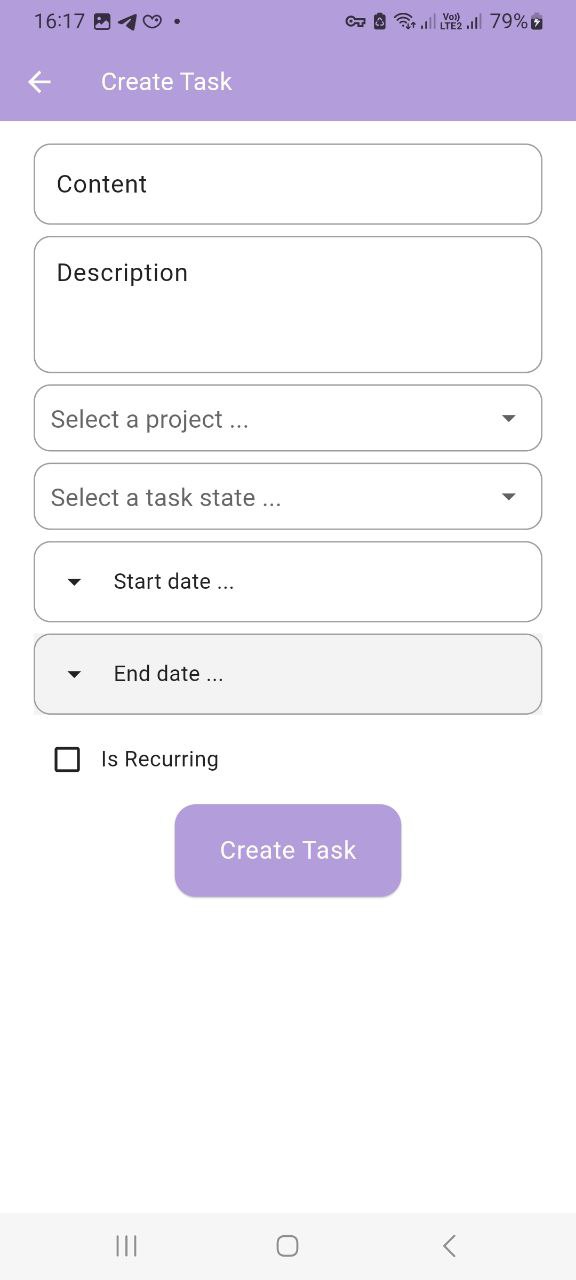 16:17 Vo)) LTE2 79%
Create Task
Content
Description
Select a project ...
Select a task state ...
Start date ...
End date ...
Is Recurring
Create Task